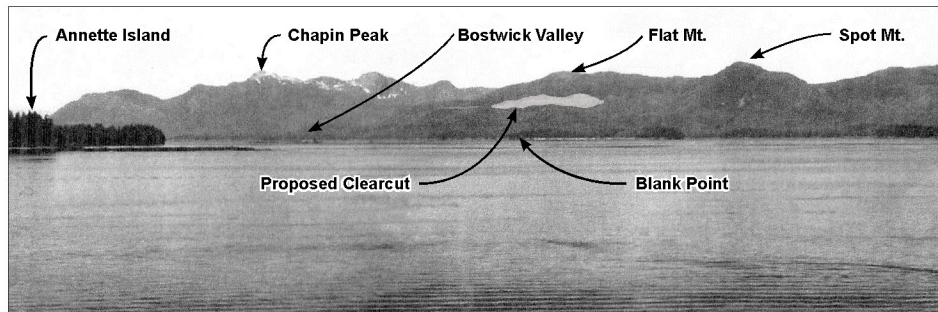 Annette Island
Chapin Peak
Bostwick Valley
Flat Mt.
Spot Mt.
Proposed Clearcut
Blank Point